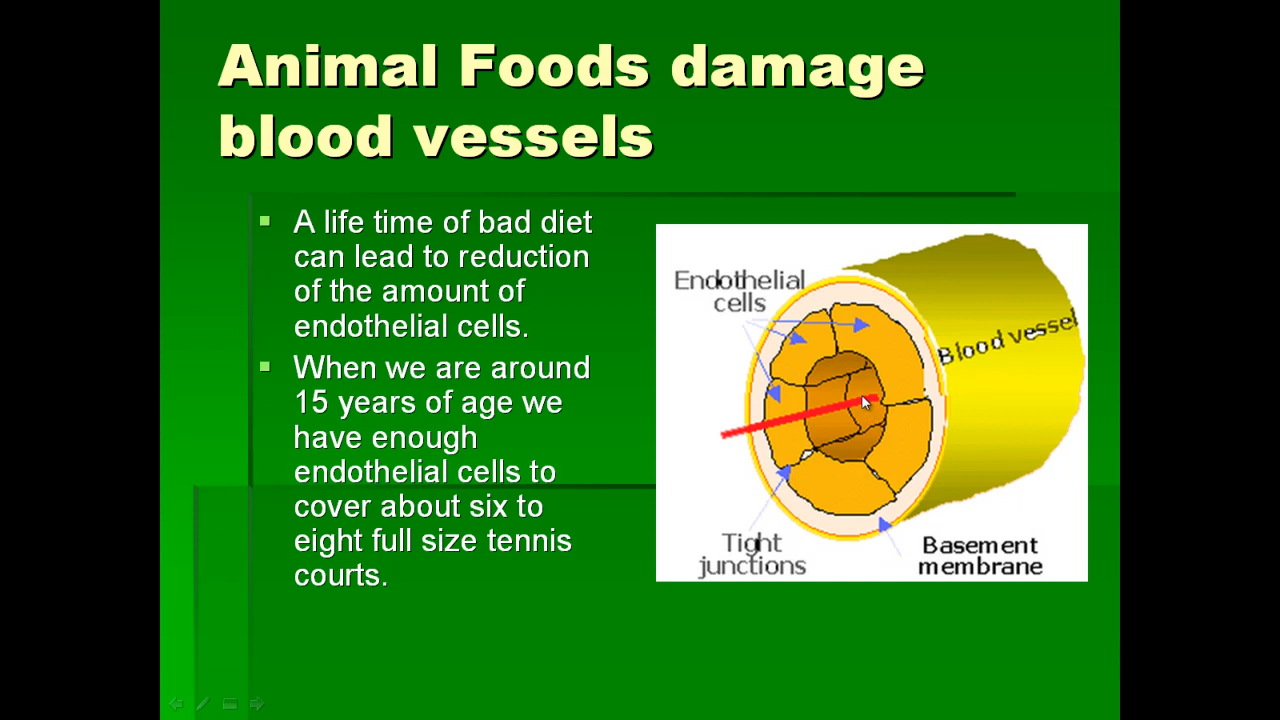 Animal Foods damage
blood vessels
A life time of bad diet
can lead to reduction
of the amount of
endothelial cells.
When we are around
15 years of age we
have enough
endothelial cells to
cover about six to
eight full size tennis
courts.
Endothelial
cells
Blood vessel
Tight
junctions
Basement
membrane